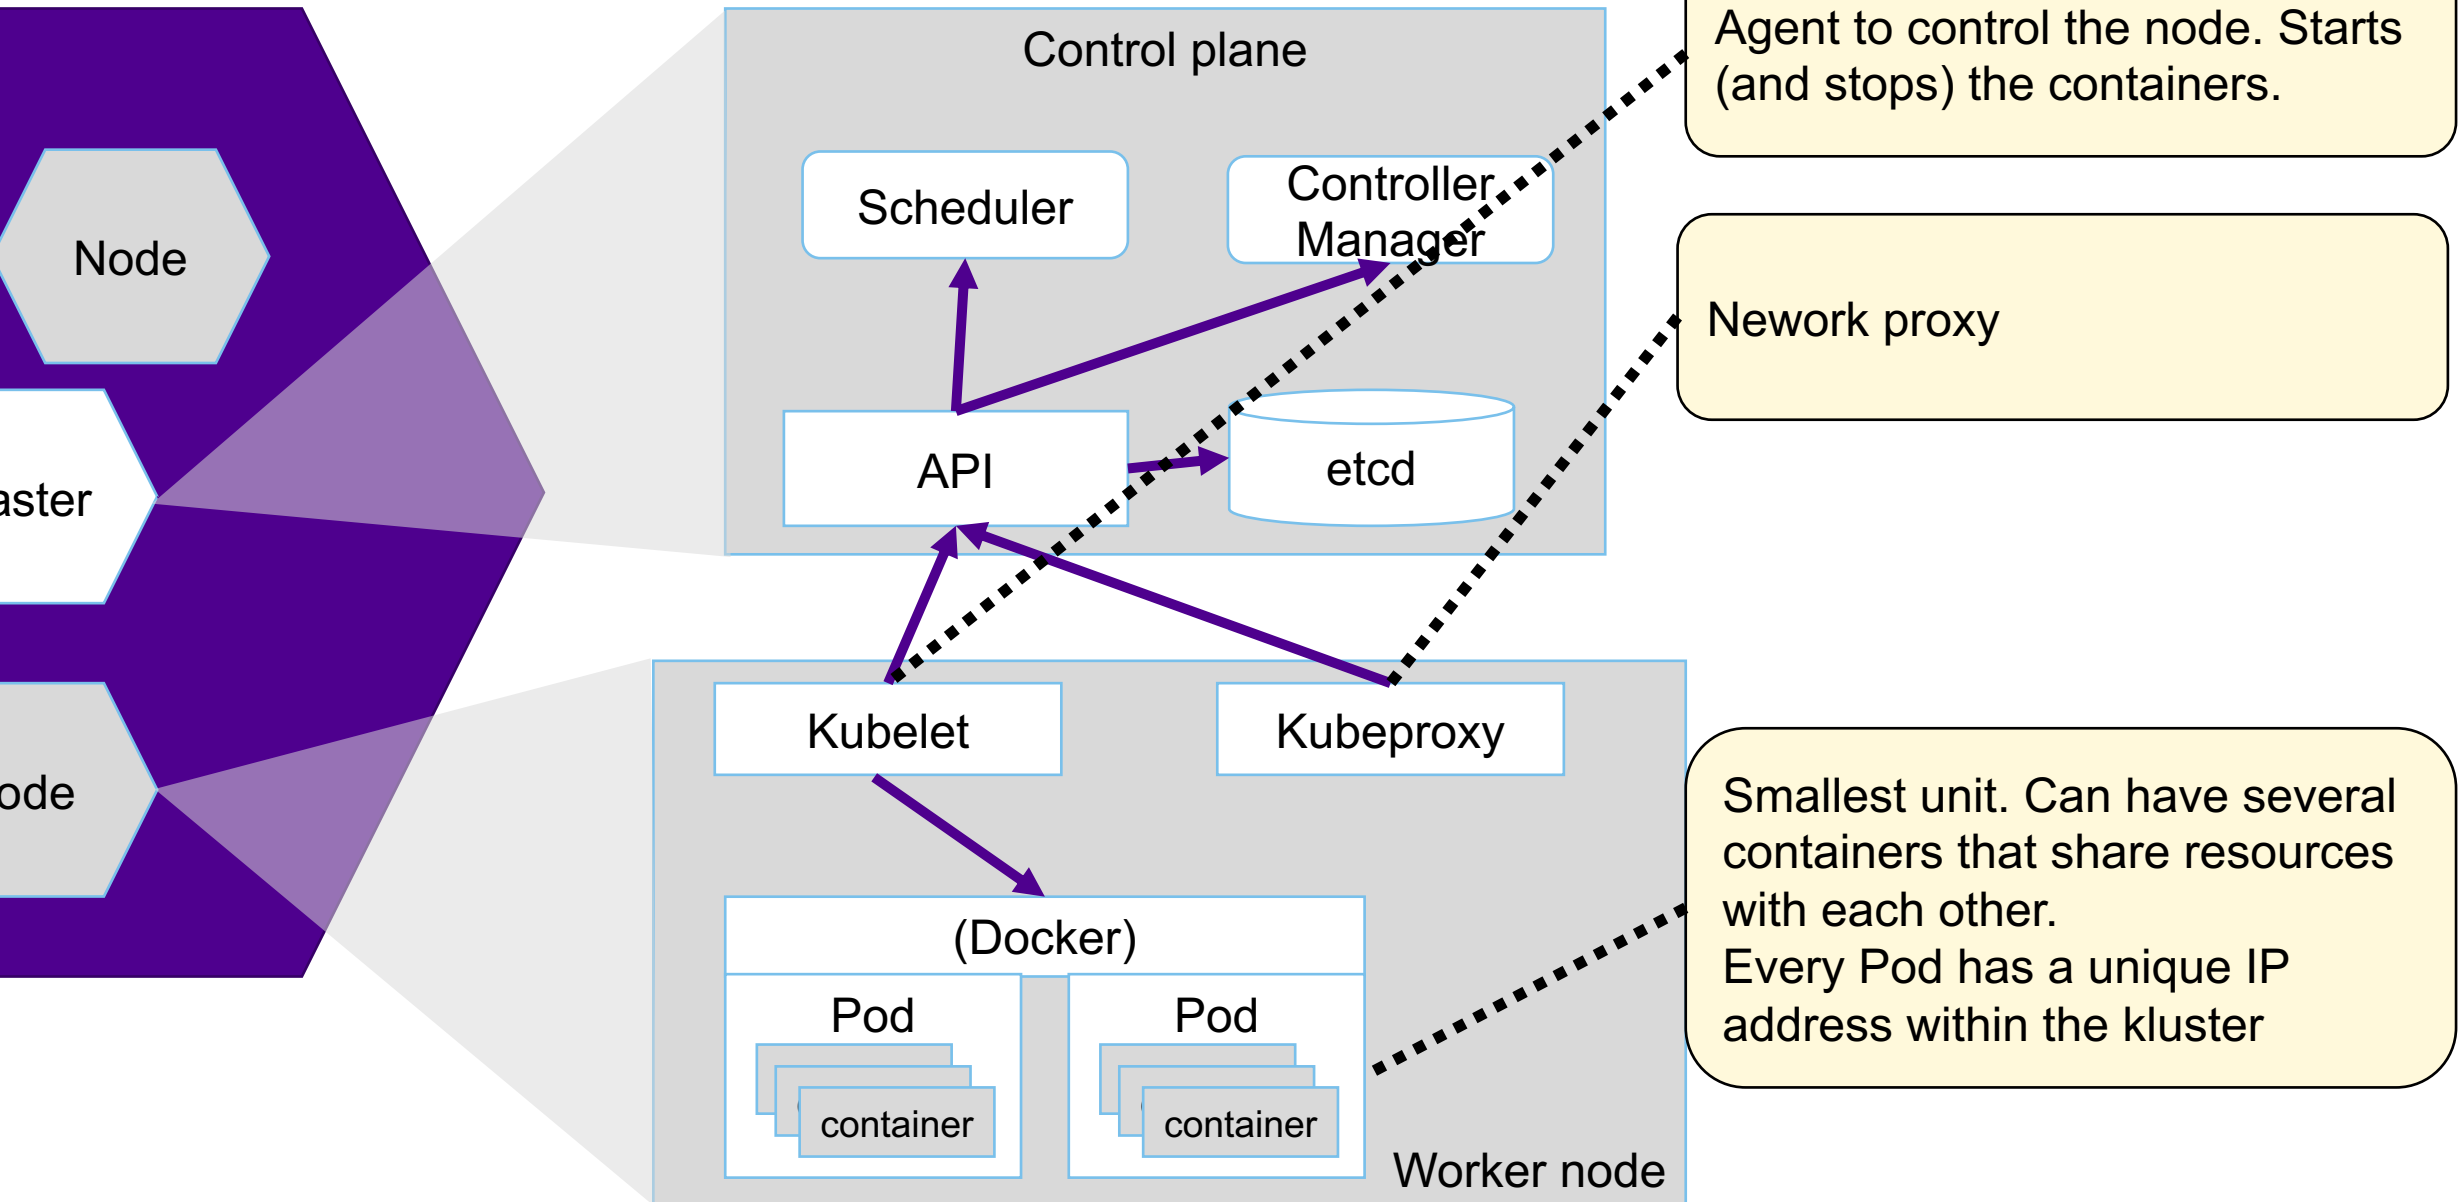 Control plane
Agent to control the node. Starts
(and stops) the containers.
Scheduler
Controller
Manager
Node
Nework proxy
API
etcd
aster
Kubelet
Kubeproxy
ode
Smallest unit. Can have several
containers that share resources
with each other.
Every Pod has a unique IP
address within the kluster
(Docker)
Pod
Pod
container
container
Worker node